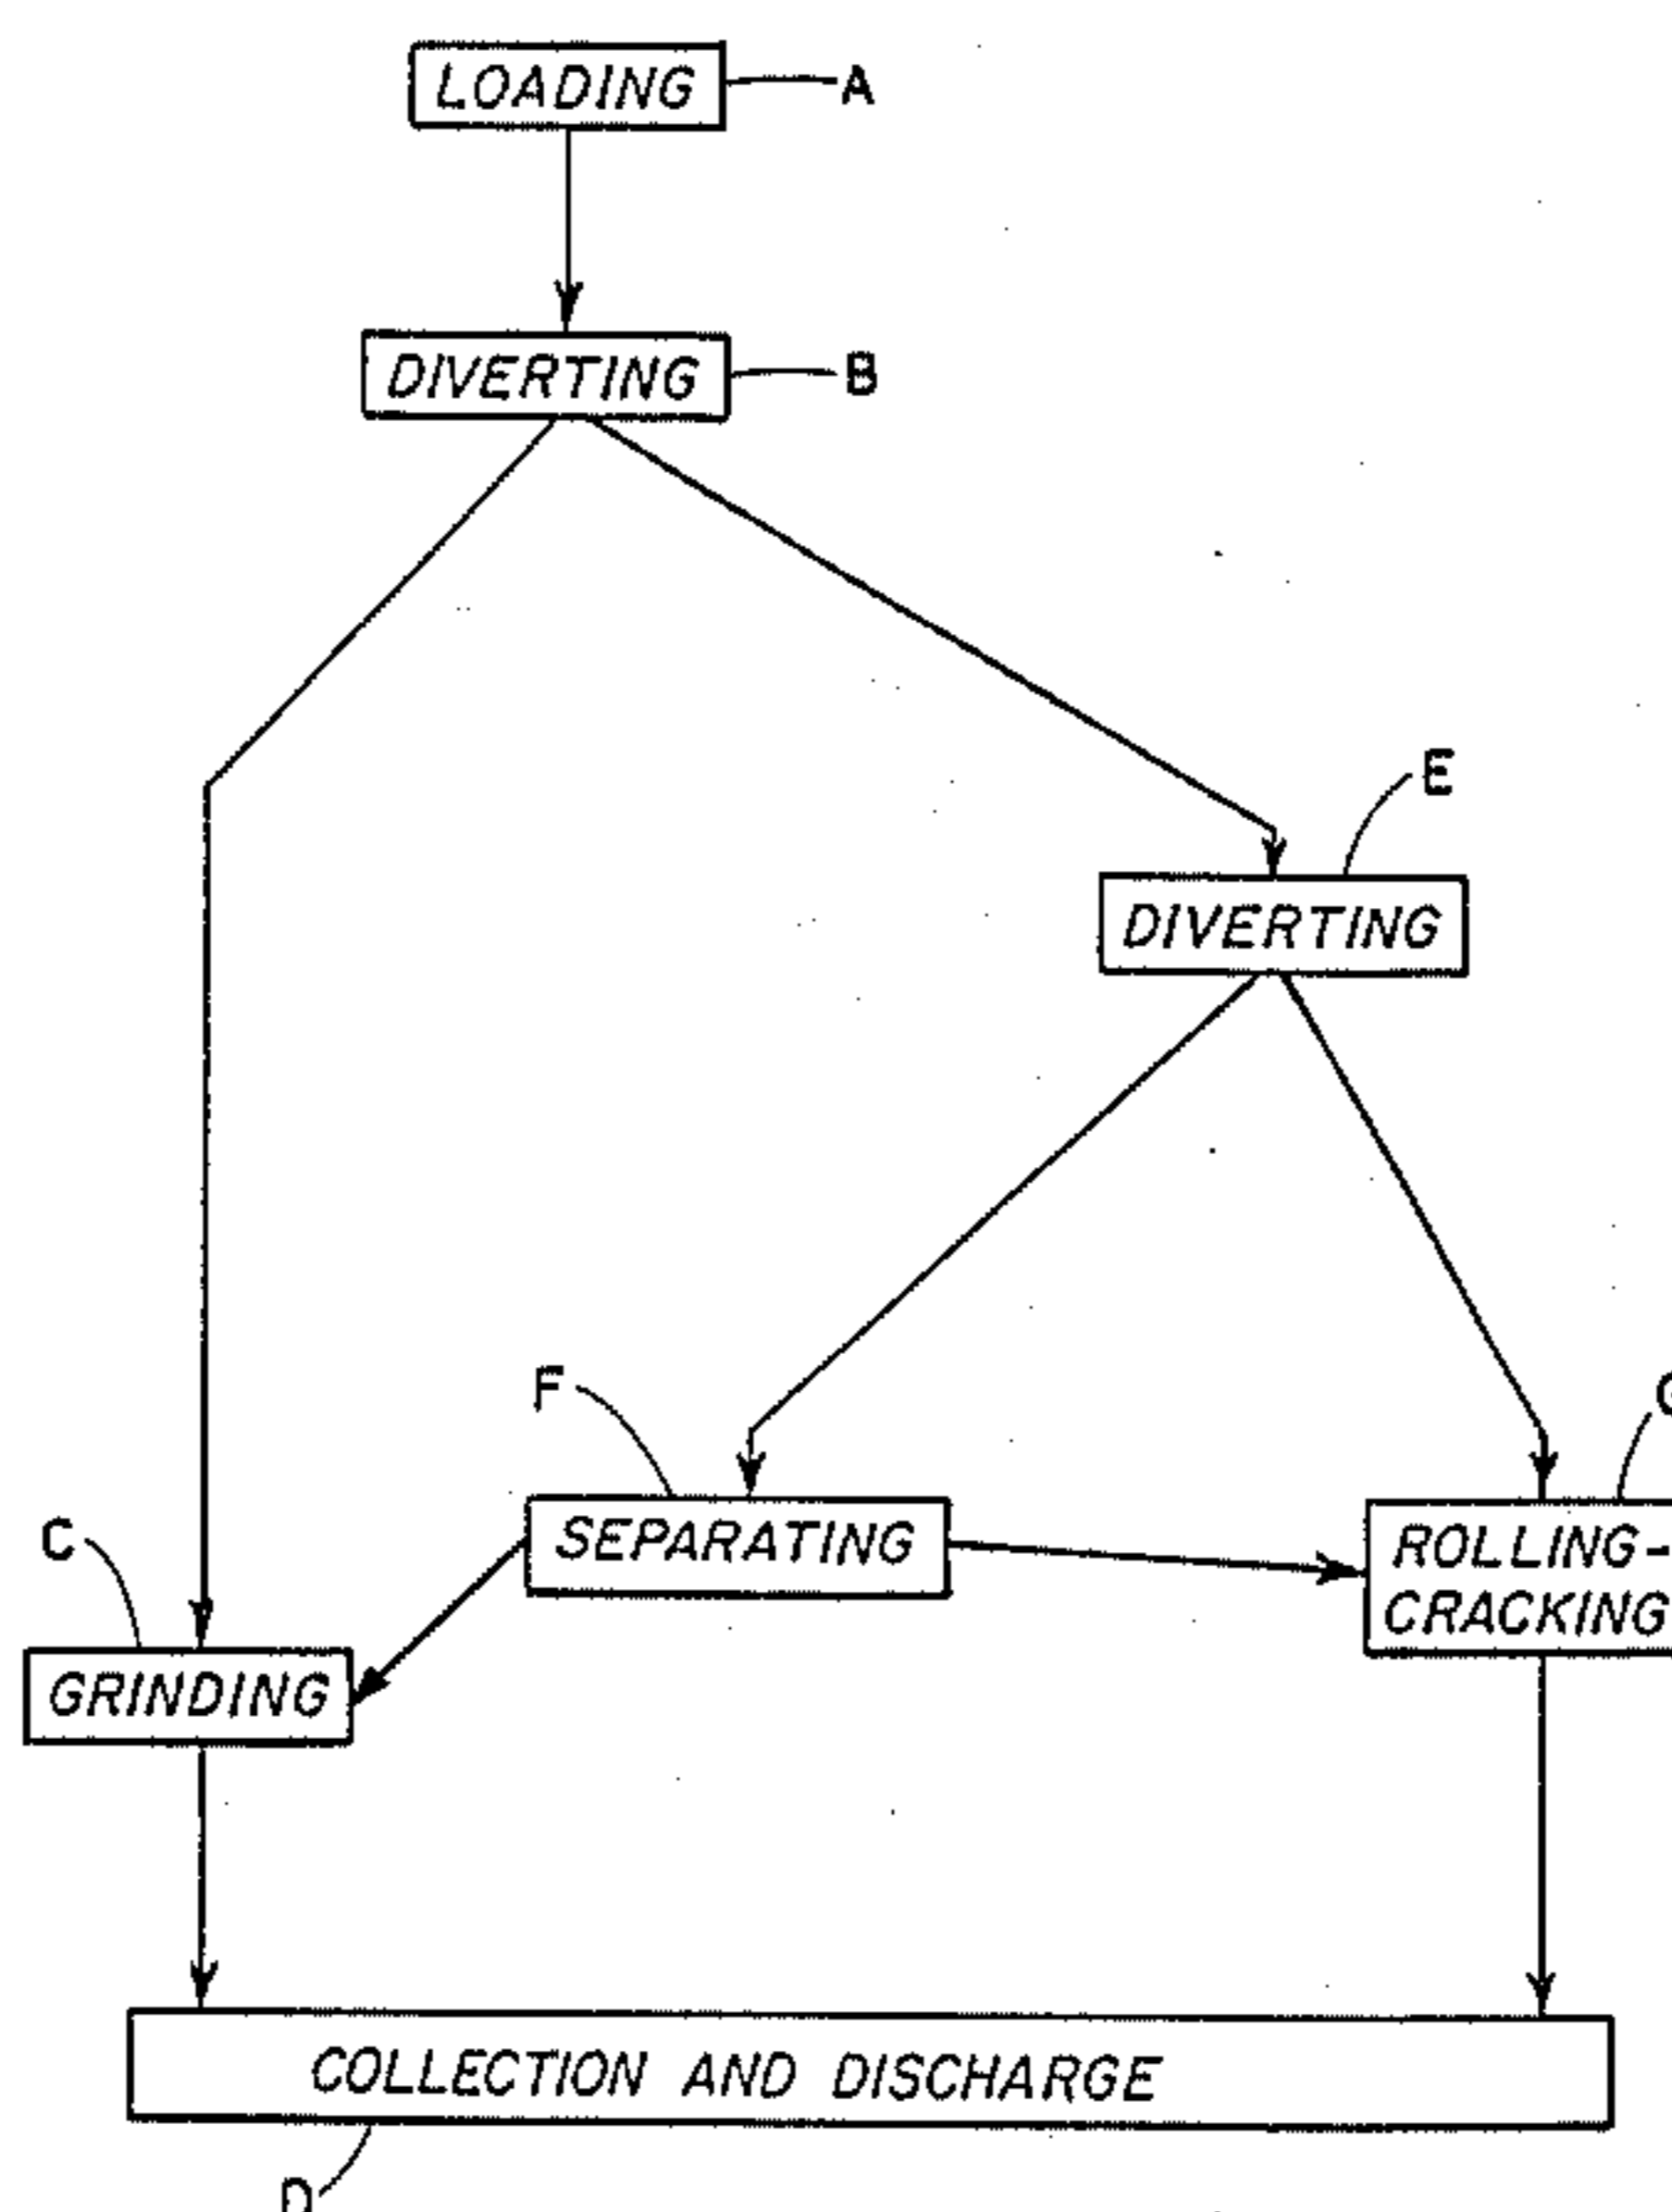 LOADING A
DIVERTING B
E
DIVERTING
F
SEPARATING
ROLLING-
CRACKING
C
GRINDING
COLLECTION AND DISCHARGE
D